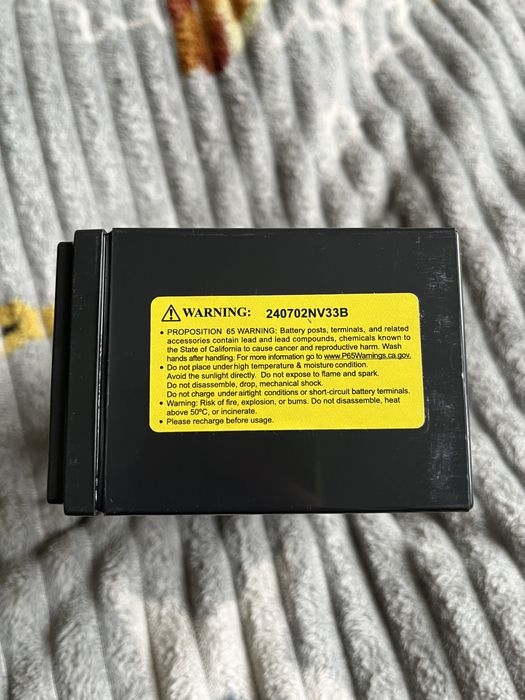 WARNING: 240702NV33B
• PROPOSITION 65 WARNING: Battery posts, terminals, and related
accessories contain lead and lead compounds, chemicals known to
the State of California to cause cancer and reproductive harm. Wash
hands after handling. For more information go to www.P65Warnings.ca.gov.
• Do not place under high temperature & moisture condition.
Avoid the sunlight directly. Do not expose to flame and spark.
Do not disassemble, drop, mechanical shock.
Do not charge under airtight conditions or short-circuit battery terminals.
• Warning: Risk of fire, explosion, or burns. Do not disassemble, heat
above 50ºC, or incinerate.
• Please recharge before usage.